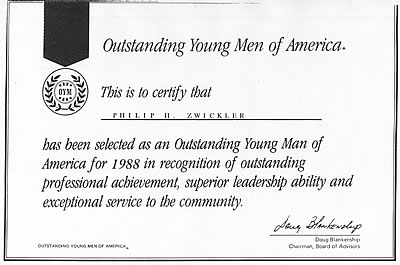 Outstanding Young Men of America®
OYM
This is to certify that
PHILIP H. ZWICKLER
has been selected as an Outstanding Young Man of
America for 1988 in recognition of outstanding
professional achievement, superior leadership ability and
exceptional service to the community.
Doug Blankenship
Doug Blankenship
Chairman, Board of Advisors
OUTSTANDING YOUNG MEN OF AMERICA®